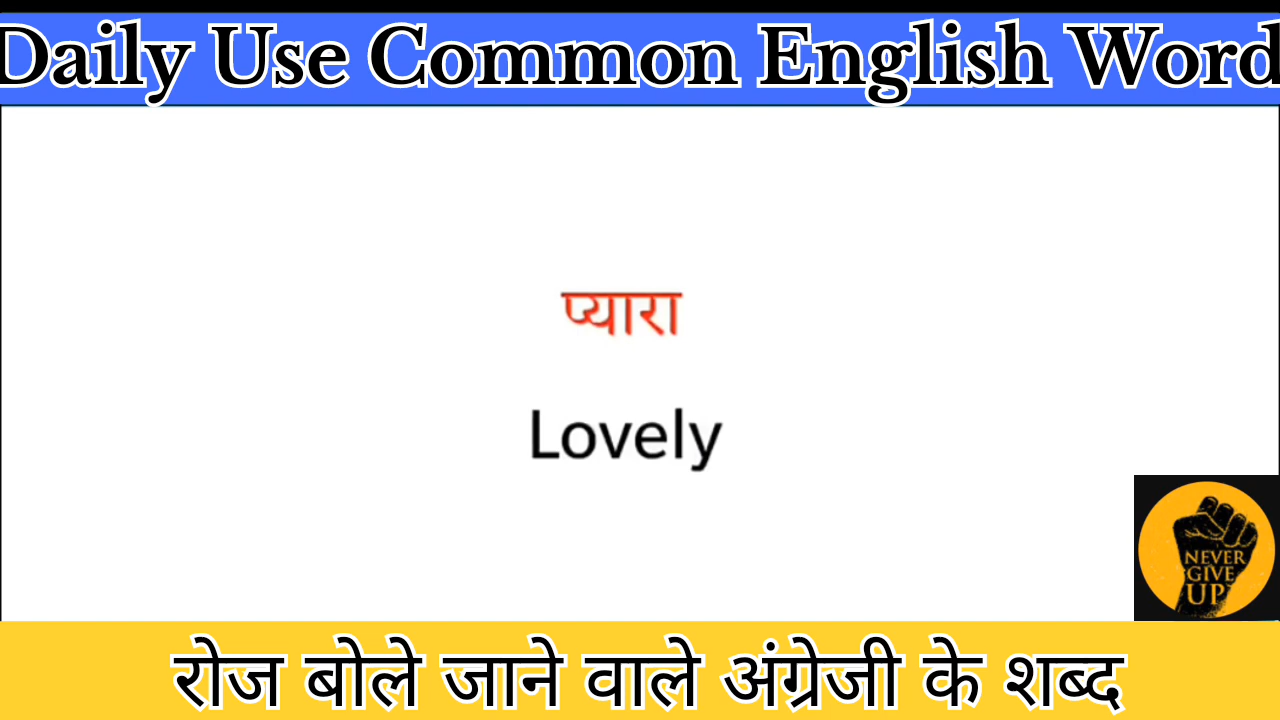 Daily Use Common English Word
प्यारा
Lovely
NEVER
GIVE
UP
रोज बोले जाने वाले अंग्रेजी के शब्द